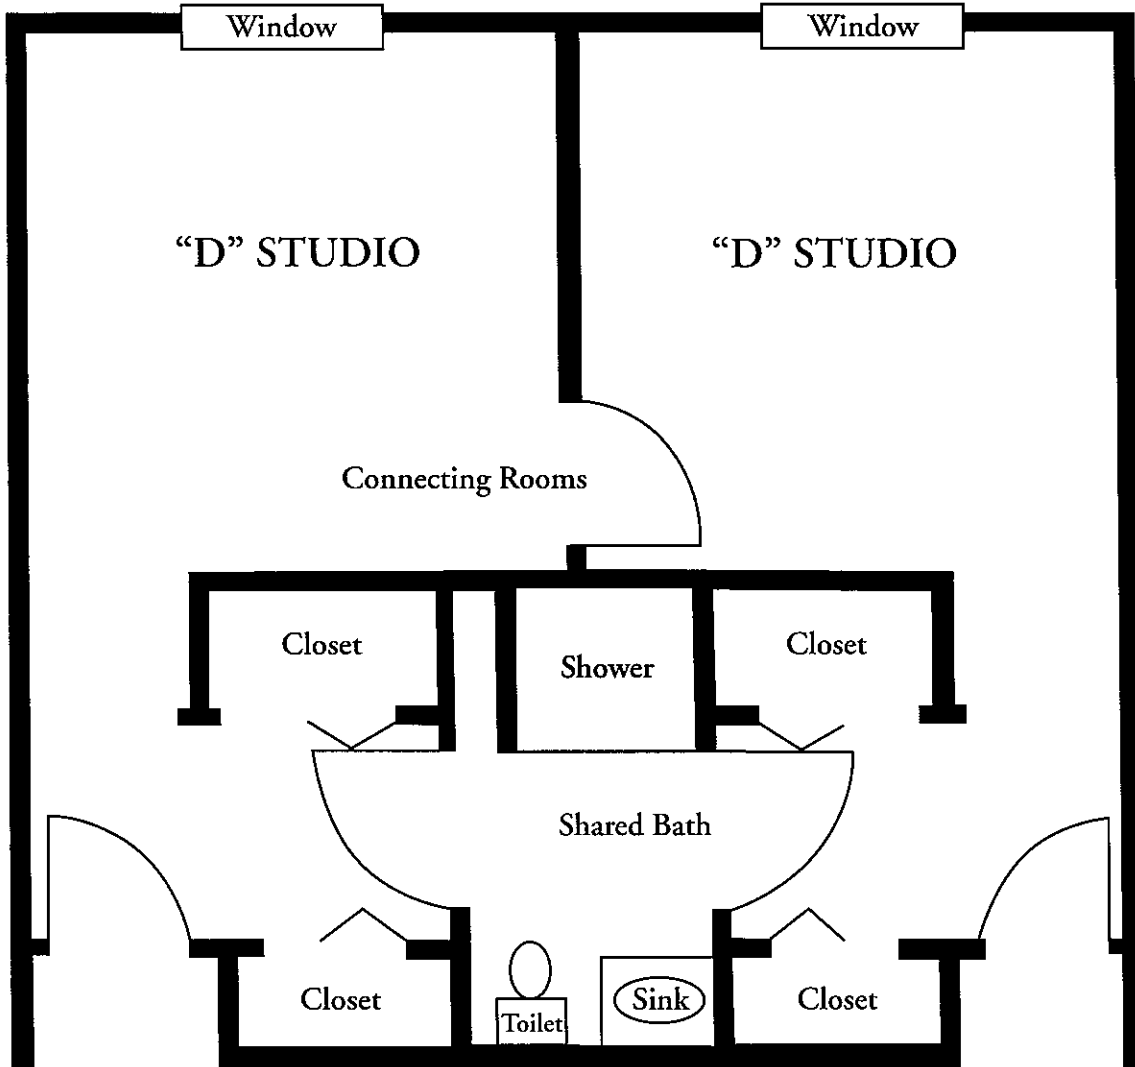 Window
Window
“D” STUDIO
“D” STUDIO
Connecting Rooms
Closet
Shower
Closet
Shared Bath
Closet
Toilet
Sink
Closet